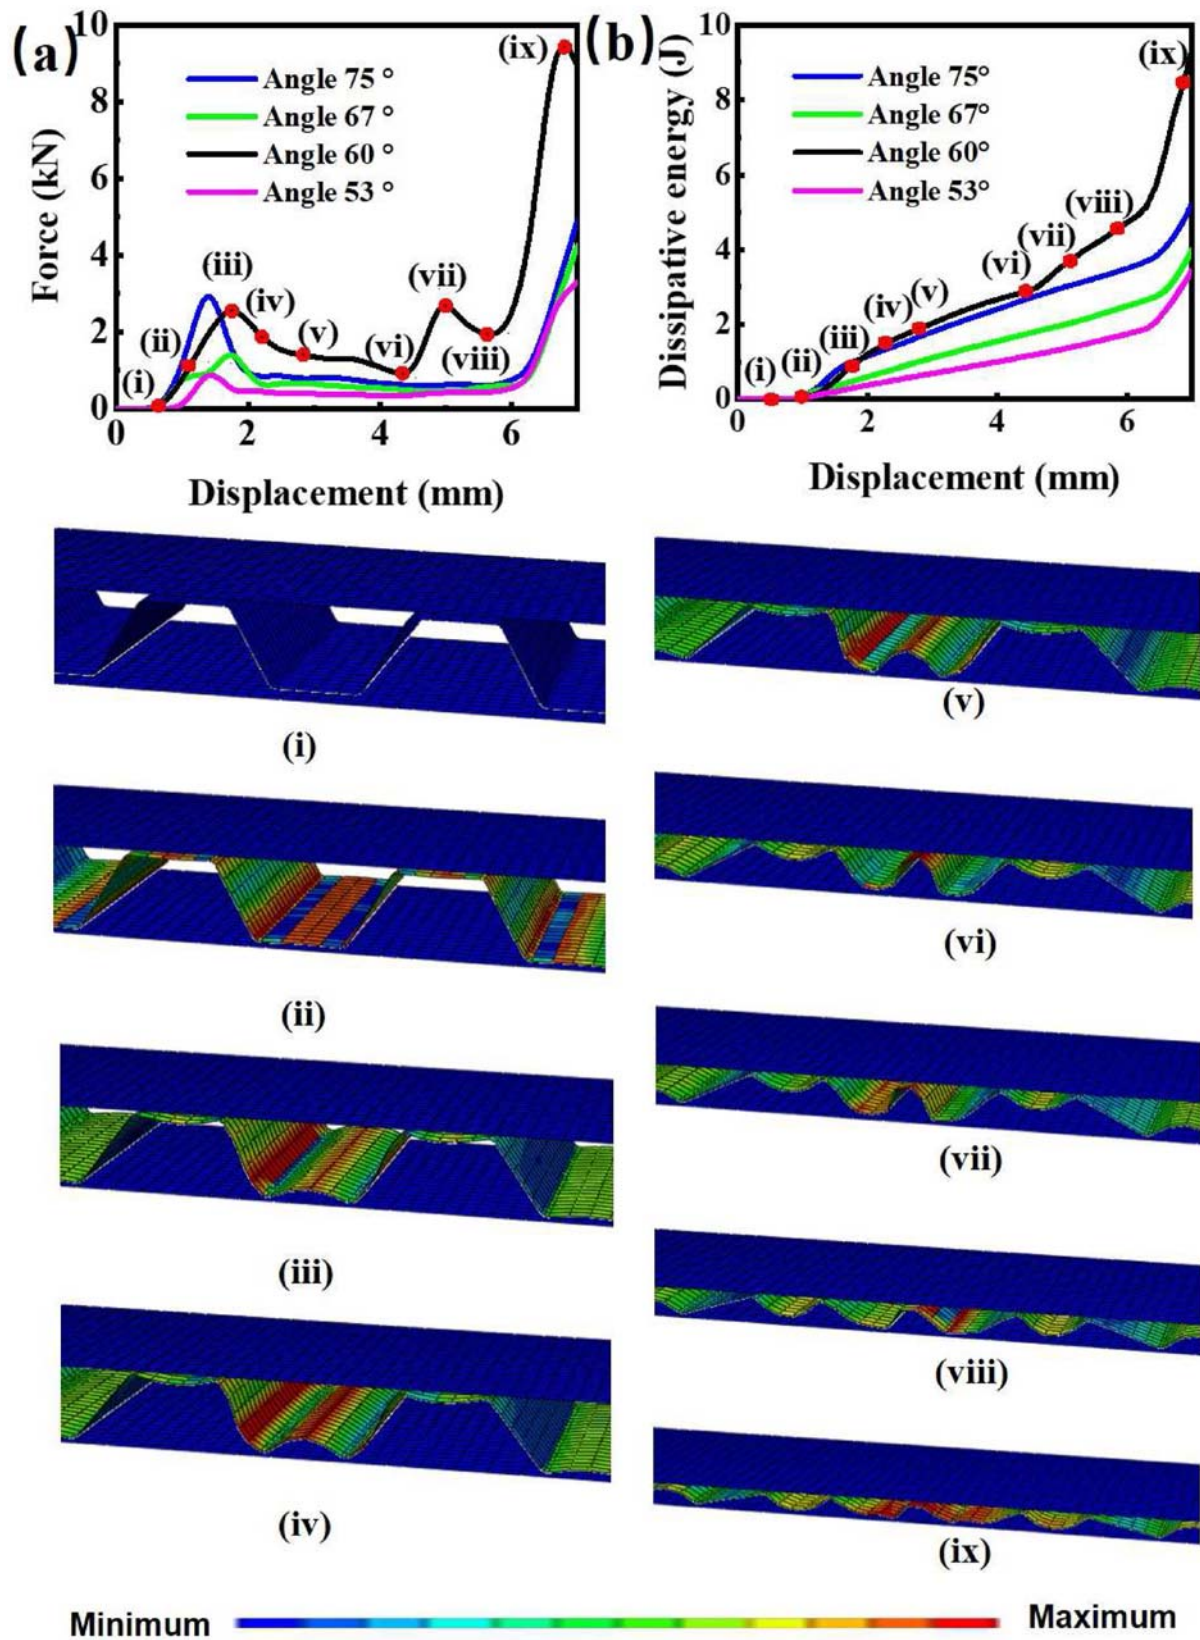 (a)
Force (kN)
10
8
6
4
2
0
0
2
4
6
Displacement (mm)
Angle 75 °
Angle 67 °
Angle 60 °
Angle 53 °
(i)
(ii)
(iii)
(iv)
(v)
(vi)
(vii)
(viii)
(ix)
(b)
Dissipative energy (J)
10
8
6
4
2
0
0
2
4
6
Displacement (mm)
Angle 75°
Angle 67°
Angle 60°
Angle 53°
(i)
(ii)
(iii)
(iv)
(v)
(vi)
(vii)
(viii)
(ix)
(i)
(ii)
(iii)
(iv)
(v)
(vi)
(vii)
(viii)
(ix)
Minimum
Maximum